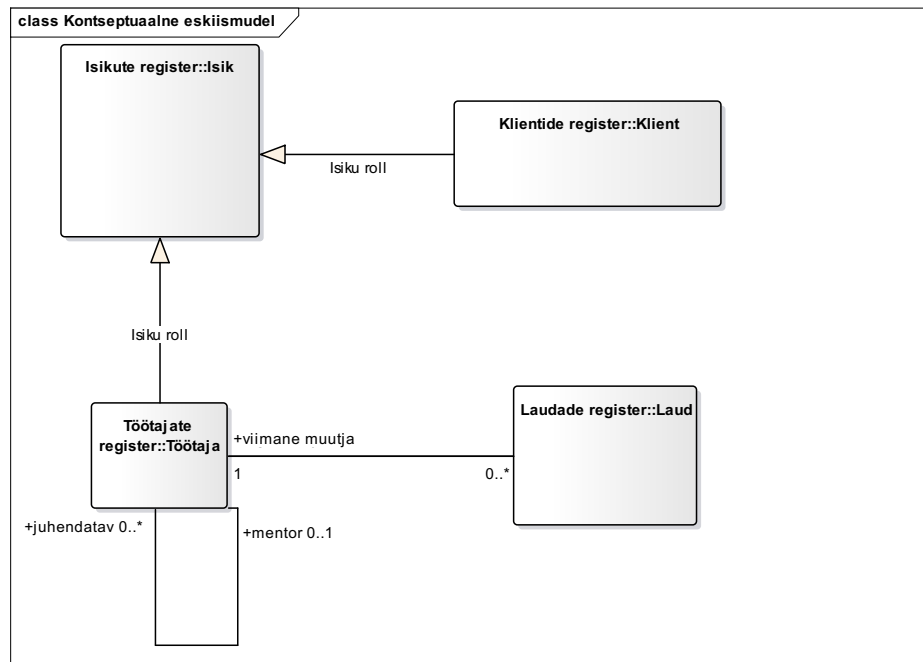 class Kontseptuaalne eskiismudel
Isikute register::Isik
Klientide register::Klient
Isiku roll
Isiku roll
Töötajate
register::Töötaja
Laudade register::Laud
+viimane muutja
1
0..*
+juhendatav 0..*
+mentor 0..1